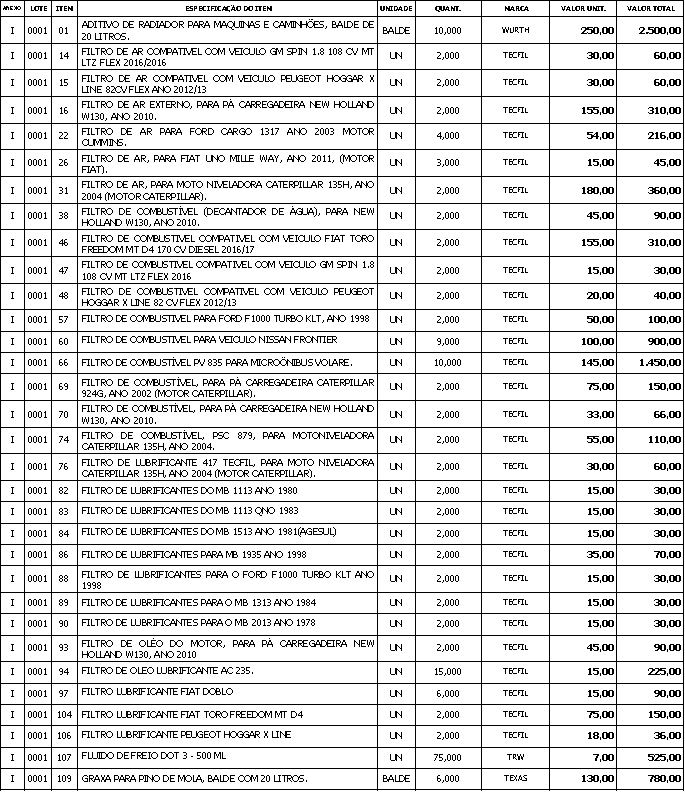 ANEXO LOTE ITEM ESPECIFICAÇÃO DO ITEM UNIDADE QUANT. MARCA VALOR UNIT. VALOR TOTAL
I 0001 01 ADITIVO DE RADIADOR PARA MAQUINAS E CAMINHÕES, BALDE DE 20 LITROS. BALDE 10,000 WURTH 250,00 2.500,00
I 0001 14 FILTRO DE AR COMPATIVEL COM VEICULO GM SPIN 1.8 108 CV MT LTZ FLEX 2016/2016 UN 2,000 TECFIL 30,00 60,00
I 0001 15 FILTRO DE AR COMPATIVEL COM VEICULO PEUGEOT HOGGAR X LINE 82CV FLEX ANO 2012/13 UN 2,000 TECFIL 30,00 60,00
I 0001 16 FILTRO DE AR EXTERNO, PARA PÁ CARREGADEIRA NEW HOLLAND W130, ANO 2010. UN 2,000 TECFIL 155,00 310,00
I 0001 22 FILTRO DE AR PARA FORD CARGO 1317 ANO 2003 MOTOR CUMMINS. UN 4,000 TECFIL 54,00 216,00
I 0001 26 FILTRO DE AR, PARA FIAT UNO MILLE WAY, ANO 2011, (MOTOR FIAT). UN 3,000 TECFIL 15,00 45,00
I 0001 31 FILTRO DE AR, PARA MOTO NIVELADORA CATERPILLAR 135H, ANO 2004 (MOTOR CATERPILLAR). UN 2,000 TECFIL 180,00 360,00
I 0001 38 FILTRO DE COMBUSTÍVEL (DECANTADOR DE ÁGUA), PARA NEW HOLLAND W130, ANO 2010. UN 2,000 TECFIL 45,00 90,00
I 0001 46 FILTRO DE COMBUSTIVEL COMPATIVEL COM VEICULO FIAT TORO FREEDOM MT D4 170 CV DIESEL 2016/17 UN 2,000 TECFIL 155,00 310,00
I 0001 47 FILTRO DE COMBUSTIVEL COMPATIVEL COM VEICULO GM SPIN 1.8 108 CV MT LTZ FLEX 2016 UN 2,000 TECFIL 15,00 30,00
I 0001 48 FILTRO DE COMBUSTIVEL COMPATIVEL COM VEICULO PEUGEOT HOGGAR X LINE 82 CV FLEX 2012/13 UN 2,000 TECFIL 20,00 40,00
I 0001 57 FILTRO DE COMBUSTIVEL PARA FORD F1000 TURBO KLT, ANO 1998 UN 2,000 TECFIL 50,00 100,00
I 0001 60 FILTRO DE COMBUSTIVEL PARA VEICULO NISSAN FRONTIER UN 9,000 TECFIL 100,00 900,00
I 0001 66 FILTRO DE COMBUSTÍVEL PV 835 PARA MICROÔNIBUS VOLARE. UN 10,000 TECFIL 145,00 1.450,00
I 0001 69 FILTRO DE COMBUSTÍVEL, PARA PÁ CARREGADEIRA CATERPILLAR 924G, ANO 2002 (MOTOR CATERPILLAR). UN 2,000 TECFIL 75,00 150,00
I 0001 70 FILTRO DE COMBUSTÍVEL, PARA PÁ CARREGADEIRA NEW HOLLAND W130, ANO 2010. UN 2,000 TECFIL 33,00 66,00
I 0001 74 FILTRO DE COMBUSTÍVEL, PSC 879, PARA MOTONIVELADORA CATERPILLAR 135H, ANO 2004. UN 2,000 TECFIL 55,00 110,00
I 0001 76 FILTRO DE LUBRIFICANTE 417 TECFIL, PARA MOTO NIVELADORA CATERPILLAR 135H, ANO 2004 (MOTOR CATERPILLAR). UN 2,000 TECFIL 30,00 60,00
I 0001 82 FILTRO DE LUBRIFICANTES DO MB 1113 ANO 1980 UN 2,000 TECFIL 15,00 30,00
I 0001 83 FILTRO DE LUBRIFICANTES DO MB 1113 QNO 1983 UN 2,000 TECFIL 15,00 30,00
I 0001 84 FILTRO DE LUBRIFICANTES DO MB 1513 ANO 1981(AGESUL) UN 2,000 TECFIL 15,00 30,00
I 0001 86 FILTRO DE LUBRIFICANTES PARA MB 1935 ANO 1998 UN 2,000 TECFIL 35,00 70,00
I 0001 88 FILTRO DE LUBRIFICANTES PARA O FORD F1000 TURBO KLT ANO 1998 UN 2,000 TECFIL 15,00 30,00
I 0001 89 FILTRO DE LUBRIFICANTES PARA O MB 1313 ANO 1984 UN 2,000 TECFIL 15,00 30,00
I 0001 90 FILTRO DE LUBRIFICANTES PARA O MB 2013 ANO 1978 UN 2,000 TECFIL 15,00 30,00
I 0001 93 FILTRO DE OLÉO DO MOTOR, PARA PÁ CARREGADEIRA NEW HOLLAND W130, ANO 2010 UN 2,000 TECFIL 45,00 90,00
I 0001 94 FILTRO DE OLEO LUBRIFICANTE AC 235. UN 15,000 TECFIL 15,00 225,00
I 0001 97 FILTRO LUBRIFICANTE FIAT DOBLO UN 6,000 TECFIL 15,00 90,00
I 0001 104 FILTRO LUBRIFICANTE FIAT TORO FREEDOM MT D4 UN 2,000 TECFIL 75,00 150,00
I 0001 106 FILTRO LUBRIFICANTE PEUGEOT HOGGAR X LINE UN 2,000 TECFIL 18,00 36,00
I 0001 107 FLUIDO DE FREIO DOT 3 - 500 ML UN 75,000 TRW 7,00 525,00
I 0001 109 GRAXA PARA PINO DE MOLA, BALDE COM 20 LITROS. BALDE 6,000 TEXAS 130,00 780,00